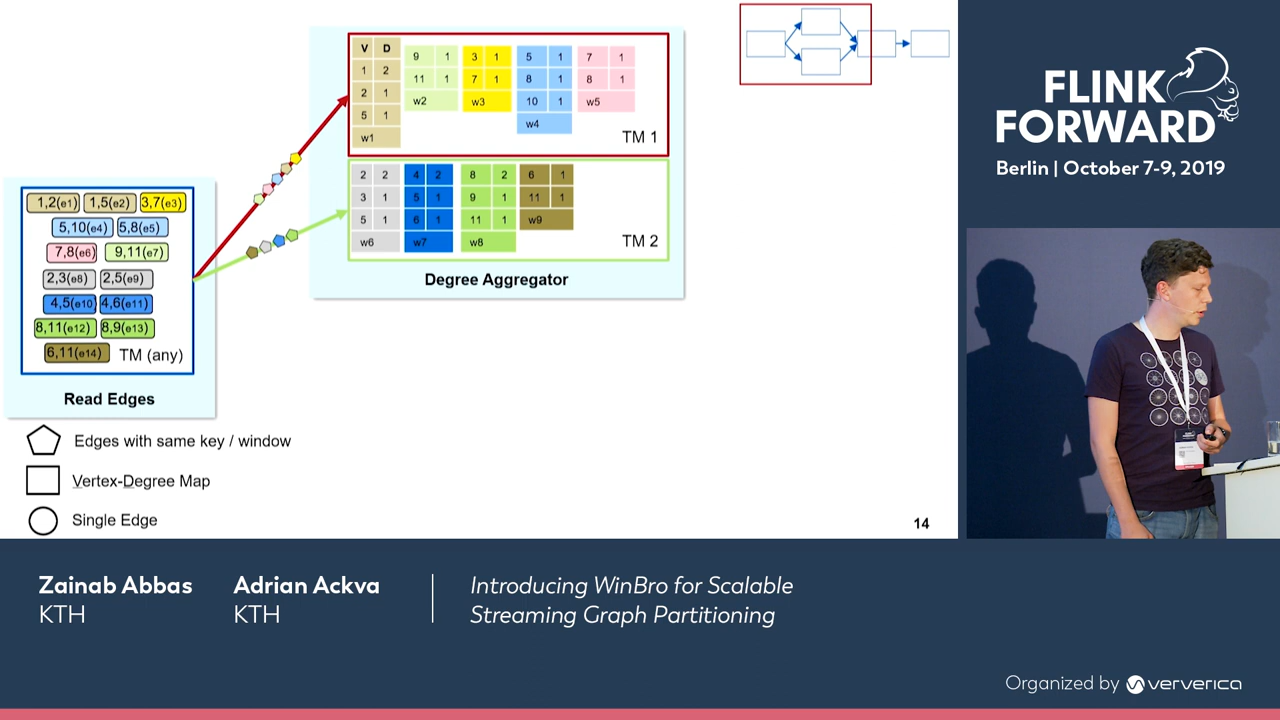 V D
1 2
2 1
5 1
w1
9 1
11 1
w2
3 1
7 1
w3
5 1
8 1
10 1
w4
7 1
8 1
w5
TM 1
2 2
3 1
5 1
w6
4 2
5 1
6 1
w7
8 2
9 1
11 1
w8
6 1
11 1
w9
TM 2
Degree Aggregator
1,2(e1) 1,5(e2) 3,7(e3)
5,10(e4) 5,8(e5)
7,8(e6) 9,11(e7)
2,3(e8) 2,5(e9)
4,5(e10) 4,6(e11)
8,11(e12) 8,9(e13)
6,11(e14) TM (any)
Read Edges
Edges with same key / window
Vertex-Degree Map
Single Edge
14
FLINK
FORWARD
Berlin | October 7-9, 2019
Zainab Abbas
KTH
Adrian Ackva
KTH
Introducing WinBro for Scalable
Streaming Graph Partitioning
Organized by ververica